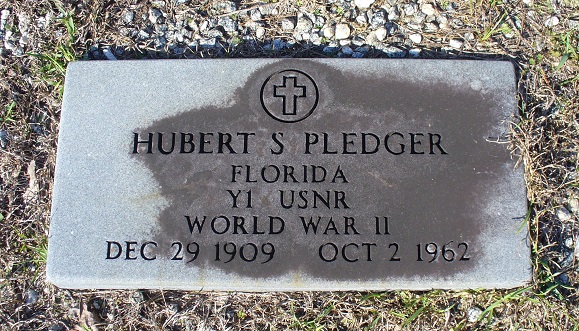 HUBERT S PLEDGER
FLORIDA
Y1 USNR
WORLD WAR II
DEC 29 1909 OCT 2 1962